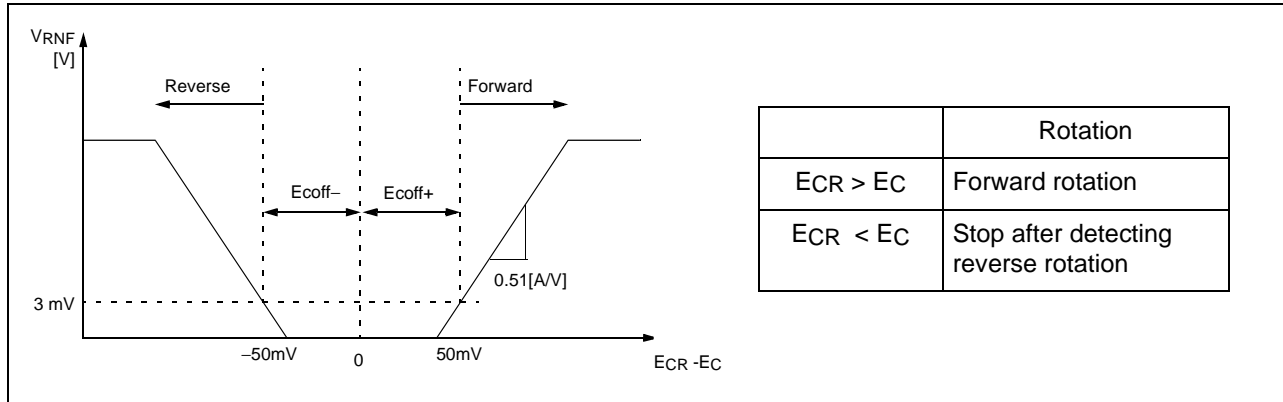 VRNF
[V]
Reverse
Forward
Ecoff−
Ecoff+
0.51[A/V]
3 mV
−50mV
0
50mV
ECR -EC
Rotation
ECR > EC
Forward rotation
ECR < EC
Stop after detecting
reverse rotation